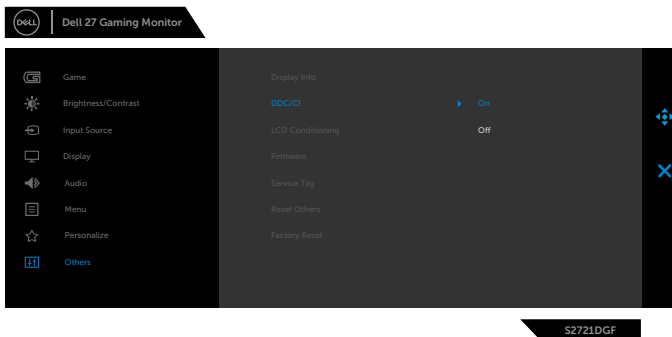 DELL
Dell 27 Gaming Monitor
Game
Display Info
Brightness/Contrast
DDC/CI
On
Input Source
LCD Conditioning
Off
Display
Firmware
Audio
Service Tag
Menu
Reset Others
Personalize
Factory Reset
Others
S2721DGF